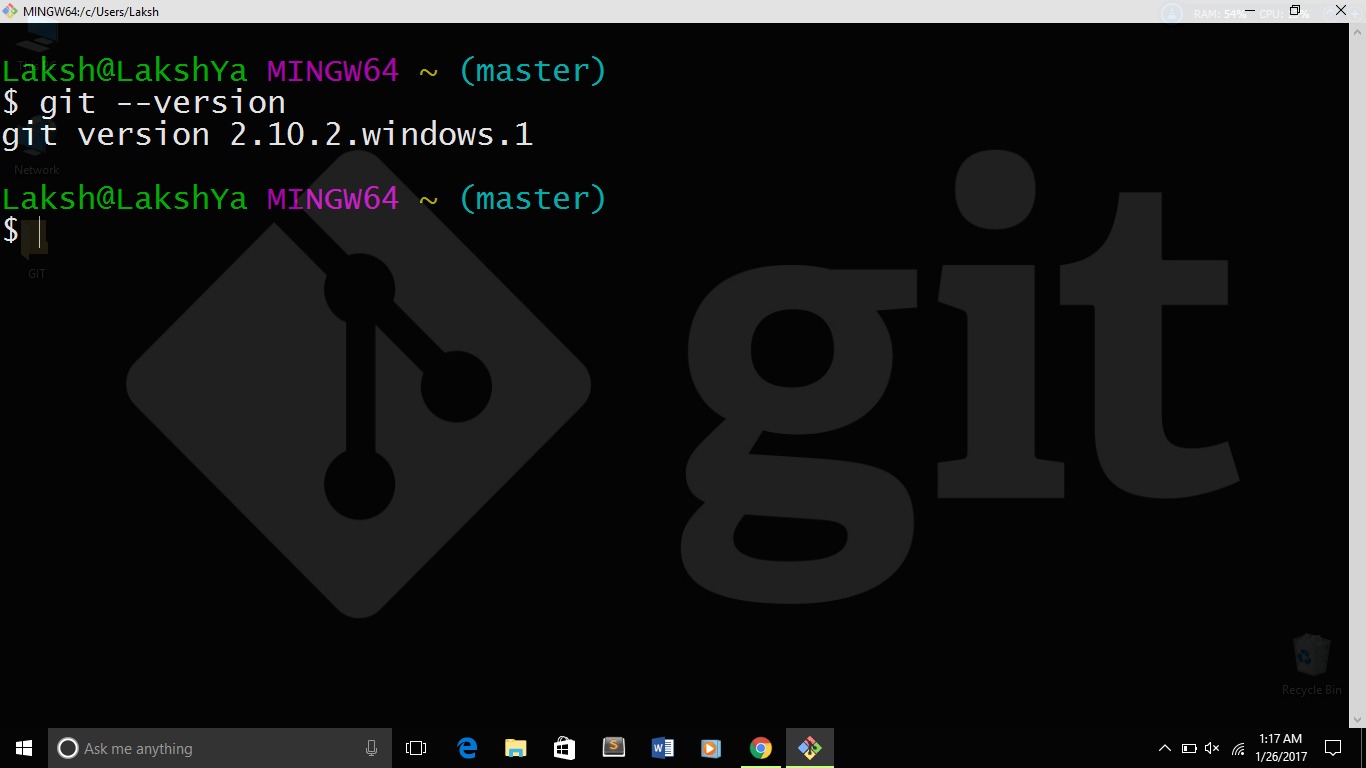 MINGW64:/c/Users/Laksh
RAM: 54% CPU:
Laksh@LakshYa MINGW64 ~ (master)
$ git --version
git version 2.10.2.windows.1
Network
Laksh@LakshYa MINGW64 ~ (master)
$
GIT
git
Recycle Bin
Ask me anything
1:17 AM
1/26/2017